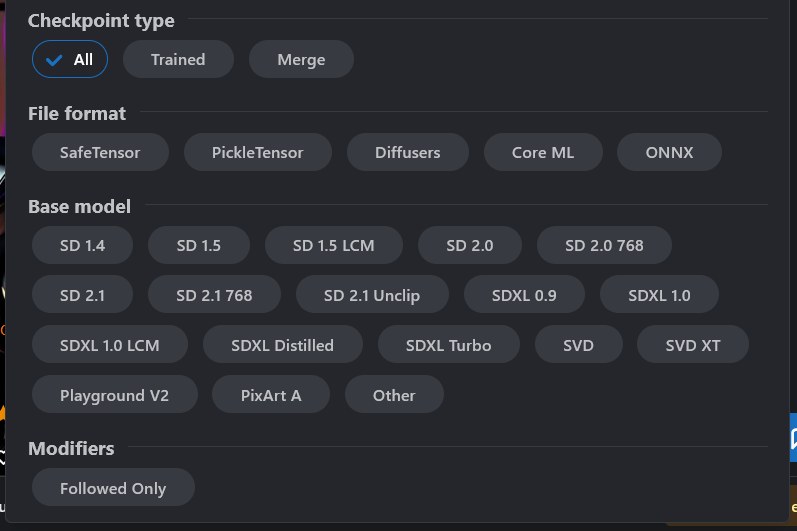 Checkpoint type
All Trained Merge
File format
SafeTensor PickleTensor Diffusers Core ML ONNX
Base model
SD 1.4 SD 1.5 SD 1.5 LCM SD 2.0 SD 2.0 768
SD 2.1 SD 2.1 768 SD 2.1 Unclip SDXL 0.9 SDXL 1.0
SDXL 1.0 LCM SDXL Distilled SDXL Turbo SVD SVD XT
Playground V2 PixArt A Other
Modifiers
Followed Only